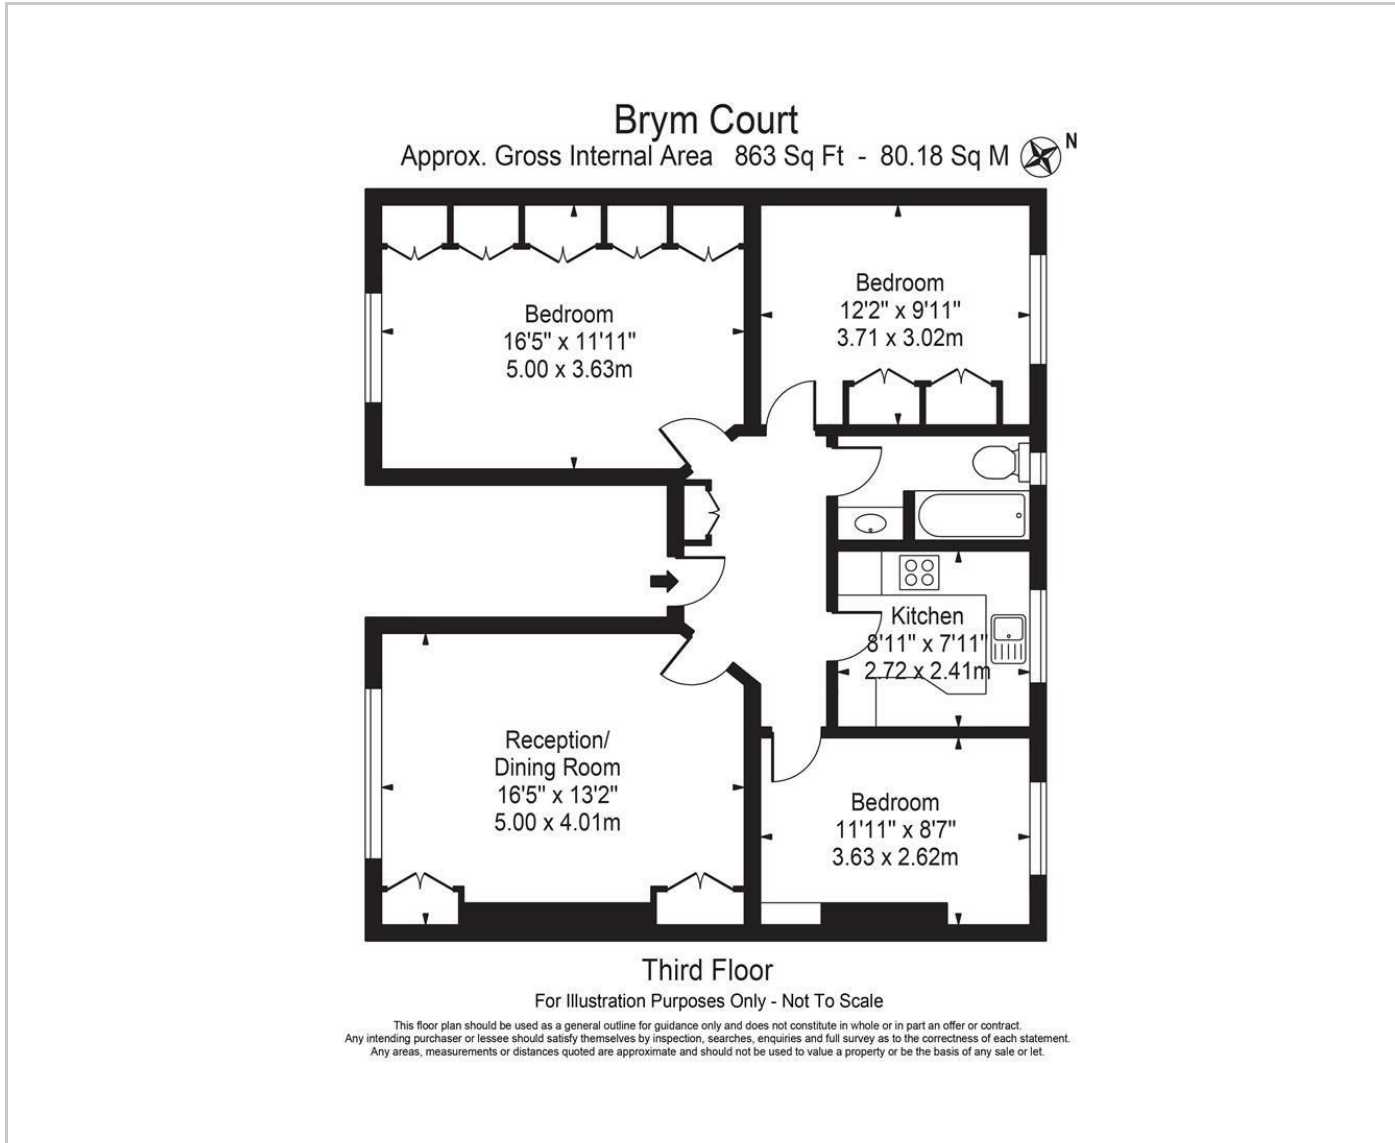 Brym Court
Approx. Gross Internal Area 863 Sq Ft - 80.18 Sq M
N
Bedroom
16'5" x 11'11"
5.00 x 3.63m
Bedroom
12'2" x 9'11"
3.71 x 3.02m
Kitchen
8'11" x 7'11"
2.72 x 2.41m
Reception/
Dining Room
16'5" x 13'2"
5.00 x 4.01m
Bedroom
11'11" x 8'7"
3.63 x 2.62m
Third Floor
For Illustration Purposes Only - Not To Scale
This floor plan should be used as a general outline for guidance only and does not constitute in whole or in part an offer or contract.
Any intending purchaser or lessee should satisfy themselves by inspection, searches, enquiries and full survey as to the correctness of each statement.
Any areas, measurements or distances quoted are approximate and should not be used to value a property or be the basis of any sale or let.